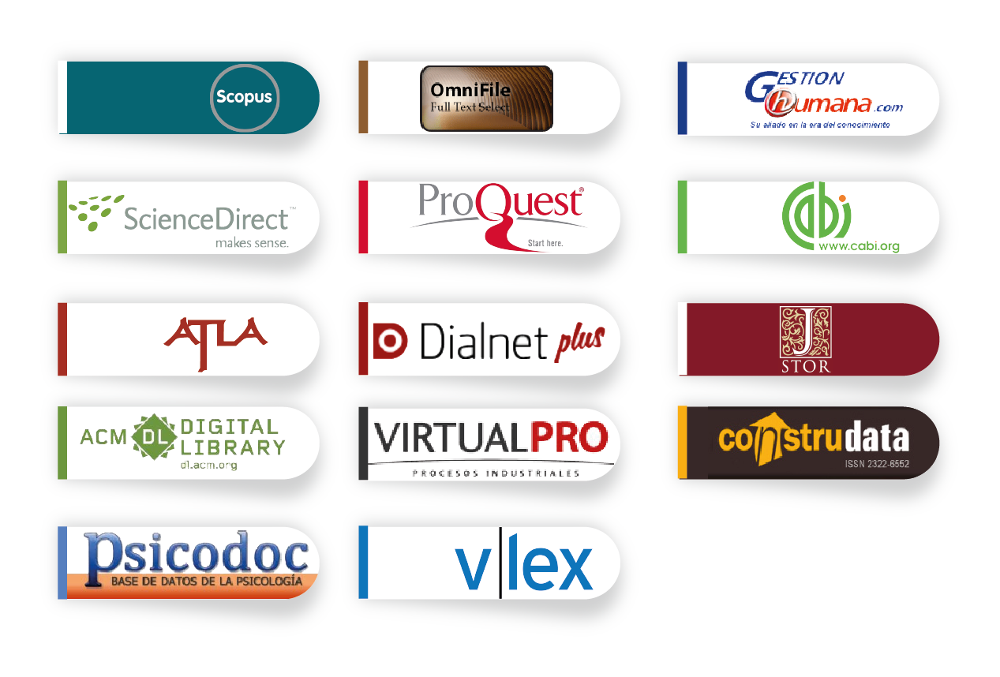 Scopus
OmniFile
Full Text Select
GESTION
humana.com
Su aliado en la era del conocimiento
ScienceDirect™
makes sense.
ProQuest®
Start here.
cabi
www.cabi.org
ATLA
Dialnet plus
J
STOR
ACM DL DIGITAL
LIBRARY
dl.acm.org
VIRTUALPRO
PROCESOS INDUSTRIALES
construdata
ISSN 2322-6552
psicodoc
BASE DE DATOS DE LA PSICOLOGÍA
v|lex